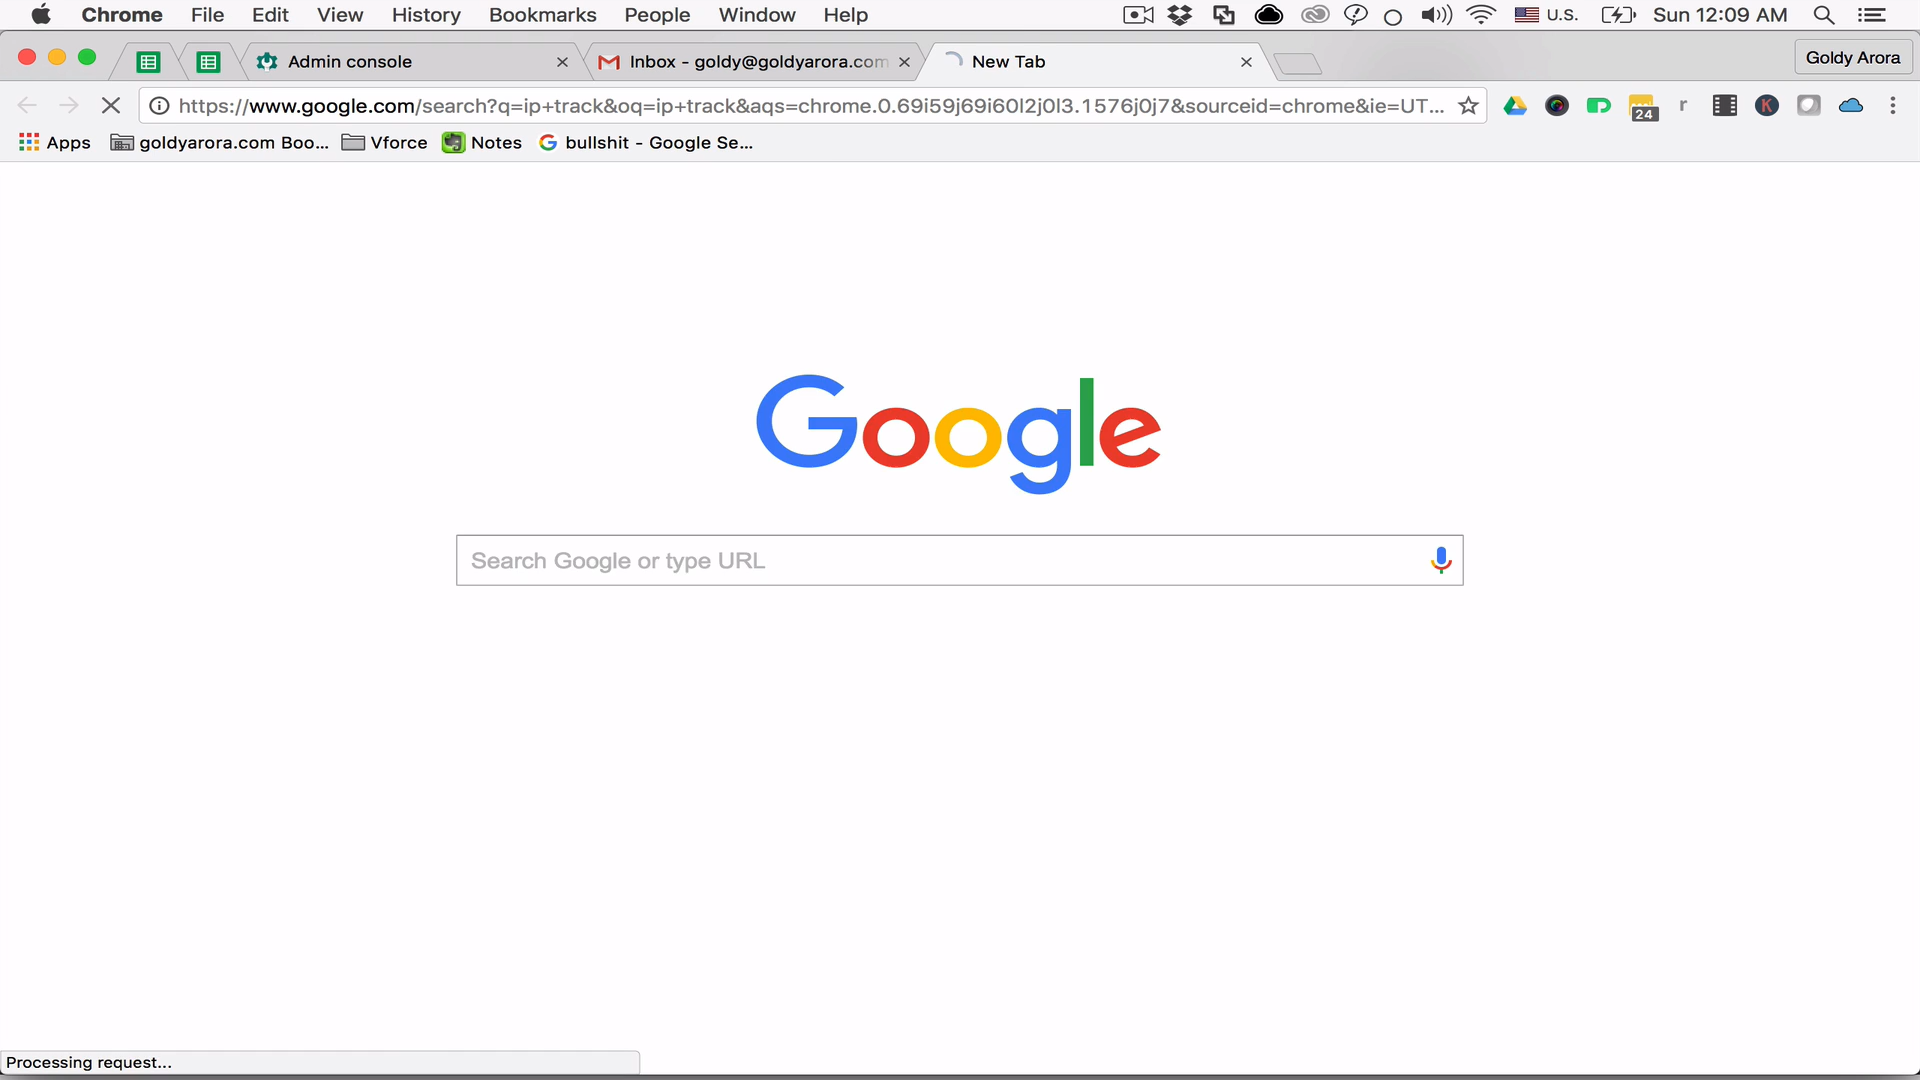 Chrome File Edit View History Bookmarks People Window Help U.S. Sun 12:09 AM
Admin console Inbox - goldy@goldyarora.com New Tab Goldy Arora
https://www.google.com/search?q=ip+track&oq=ip+track&aqs=chrome.0.69i59j69i60l2j0l3.1576j0j7&sourceid=chrome&ie=UT... 24 r K
Apps goldyarora.com Boo... Vforce Notes bullshit - Google Se...
Google
Search Google or type URL
Processing request...